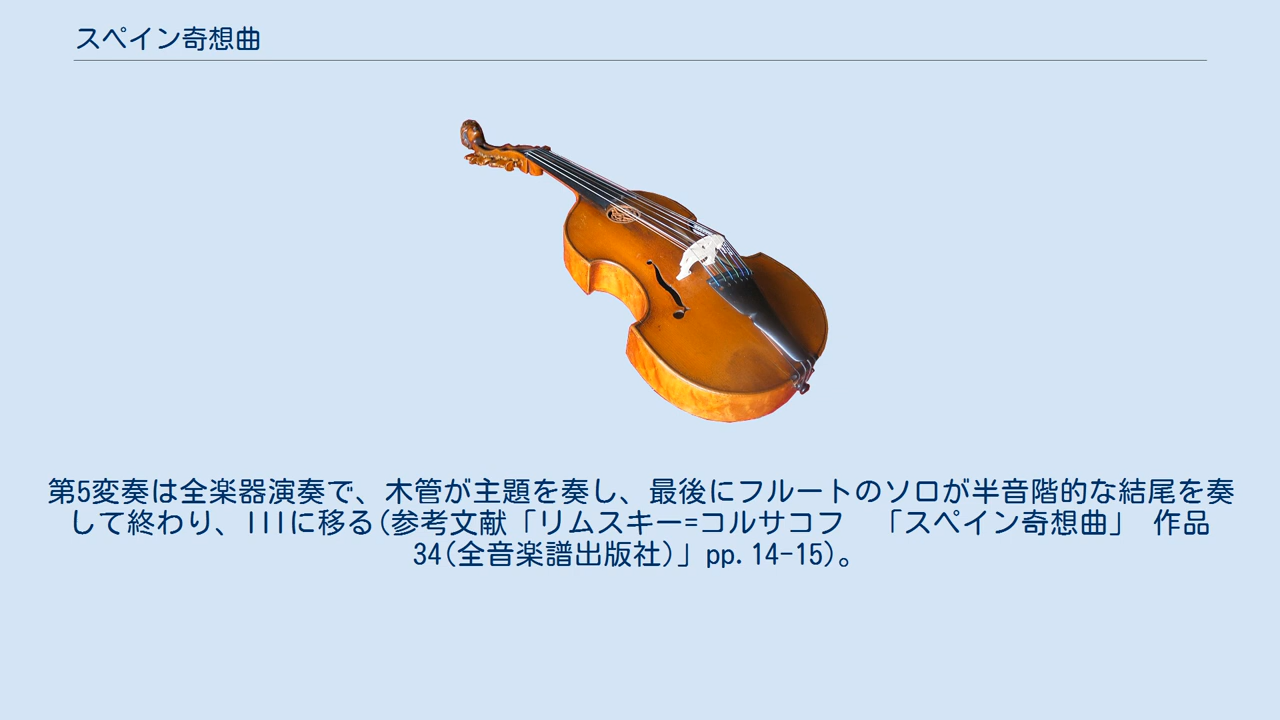 スペイン奇想曲
第5変奏は全楽器演奏で、木管が主題を奏し、最後にフルートのソロが半音階的な結尾を奏
して終わり、IIIに移る(参考文献「リムスキー=コルサコフ　「スペイン奇想曲」 作品
34(全音楽譜出版社)」pp.14-15)。